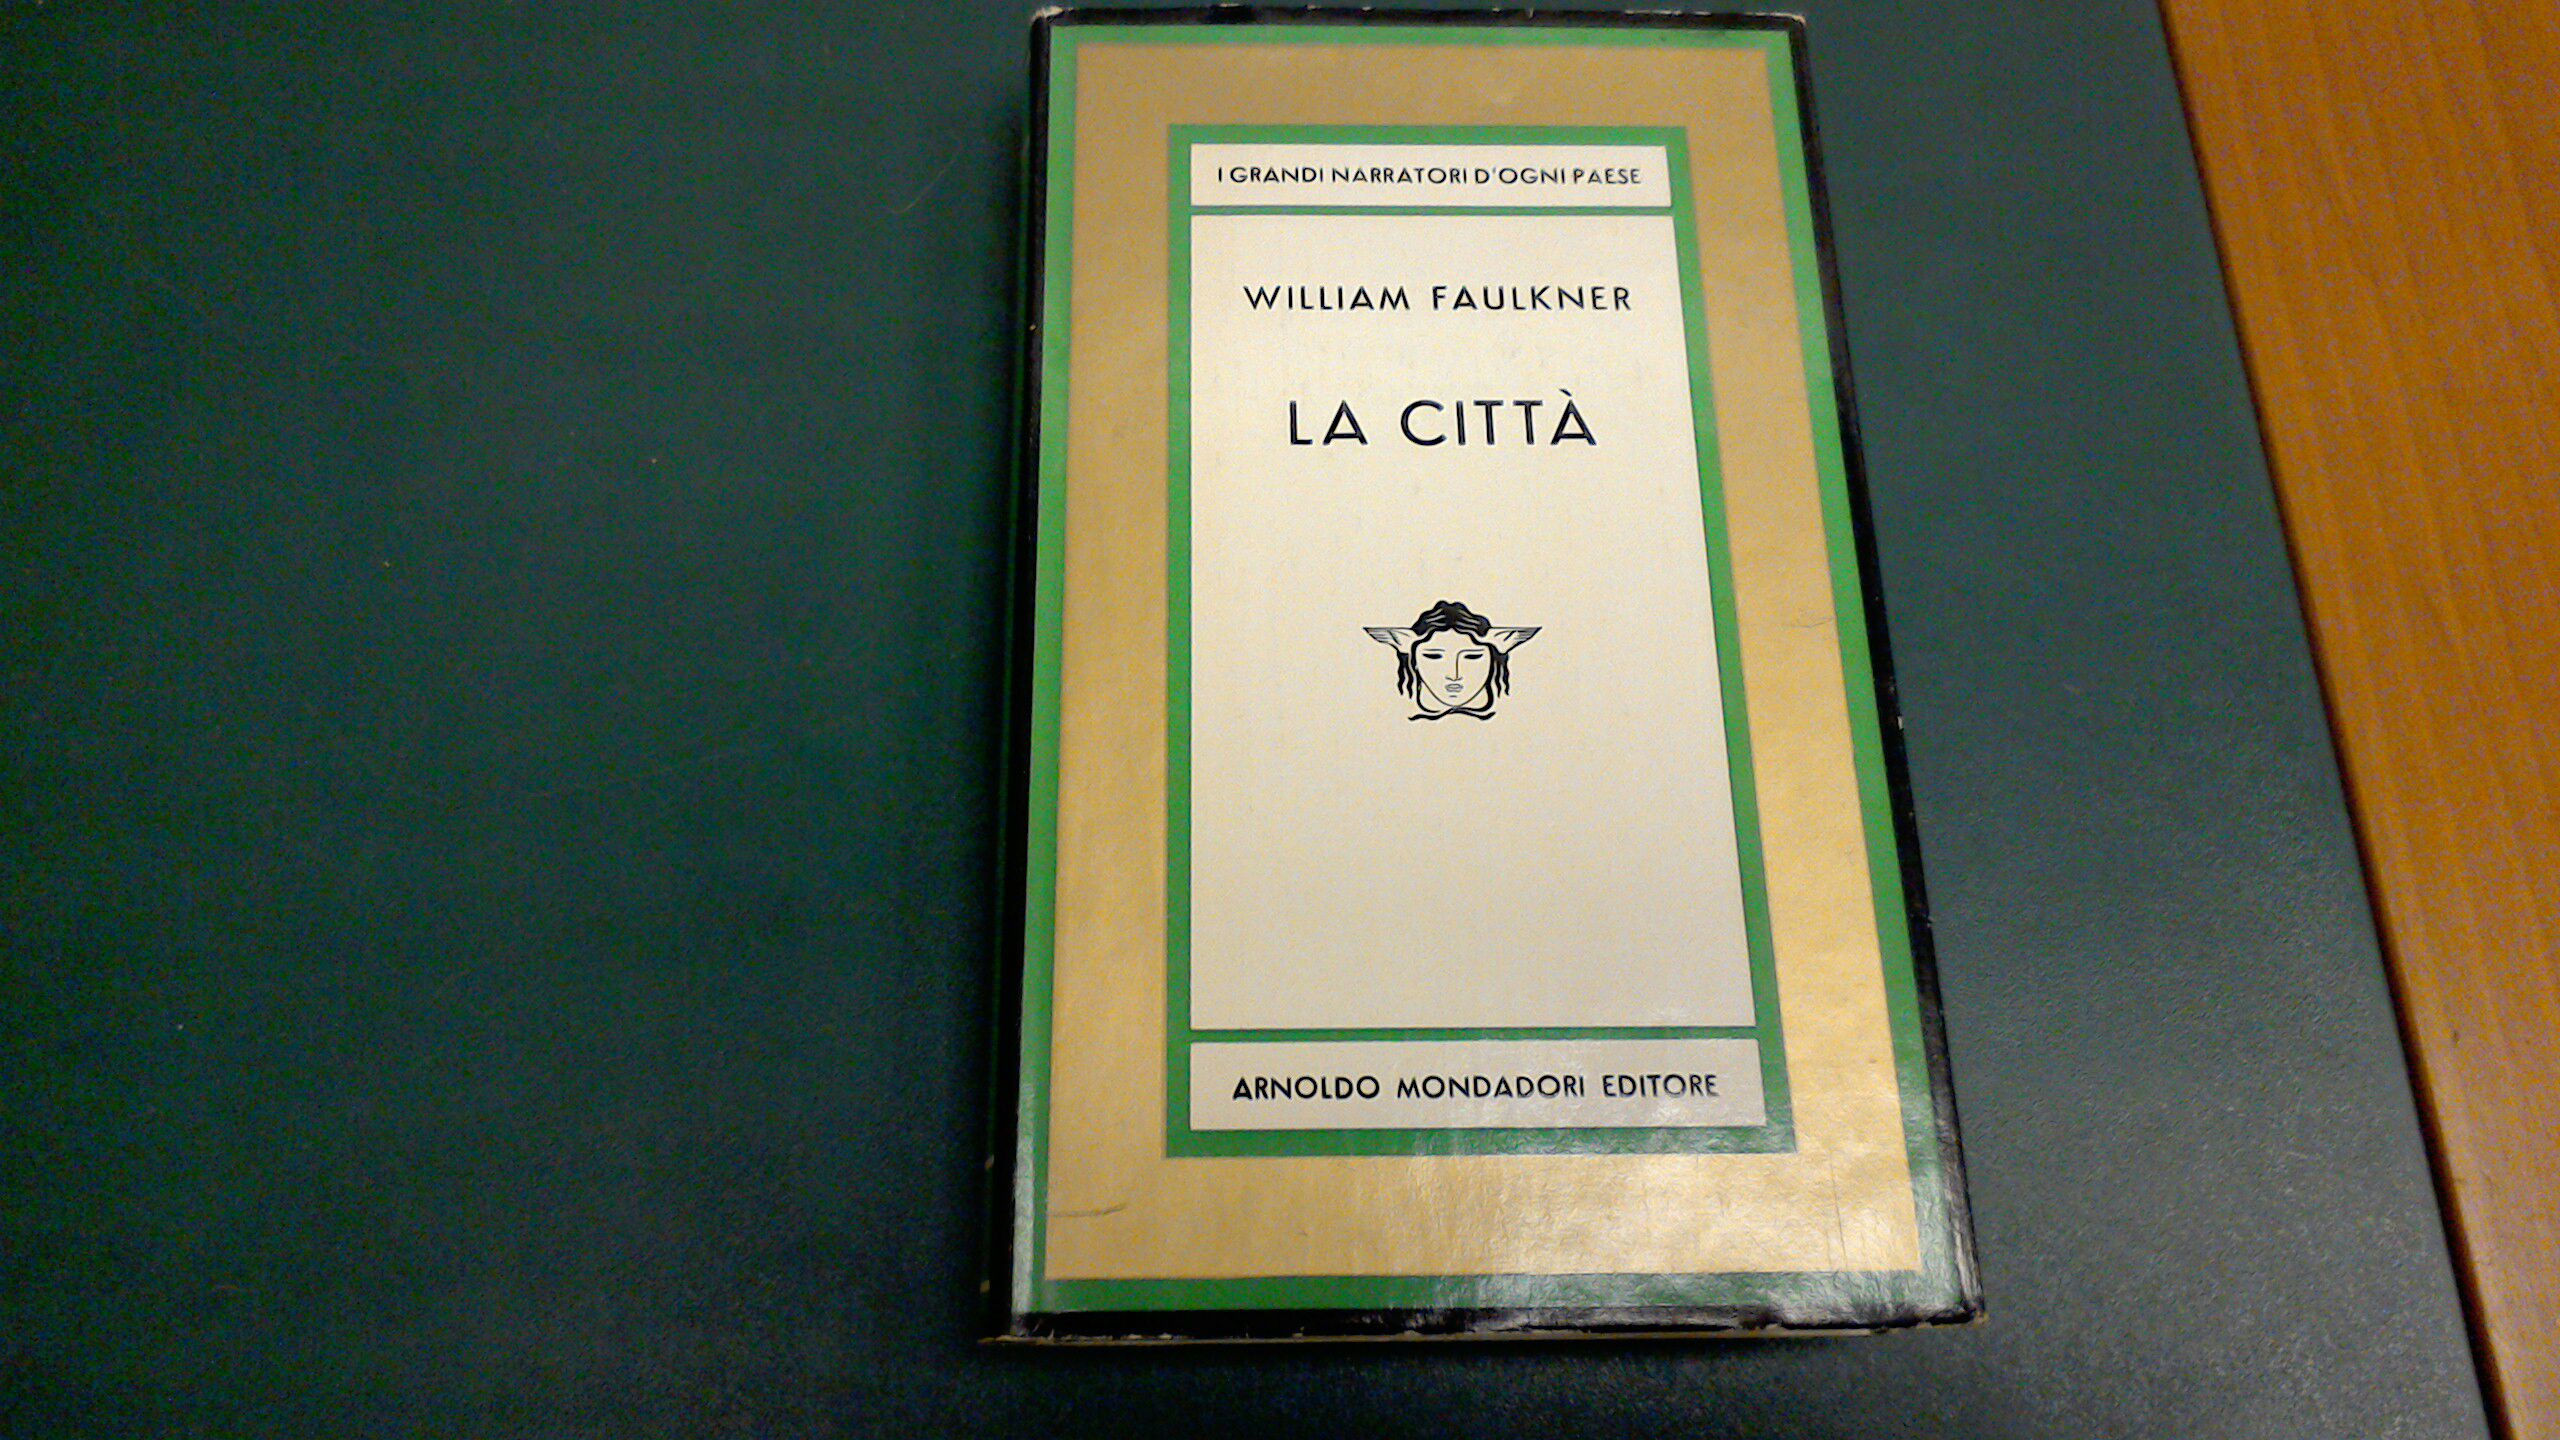 I GRANDI NARRATORI D'OGNI PAESE
WILLIAM FAULKNER
LA CITTÀ
ARNOLDO MONDADORI EDITORE